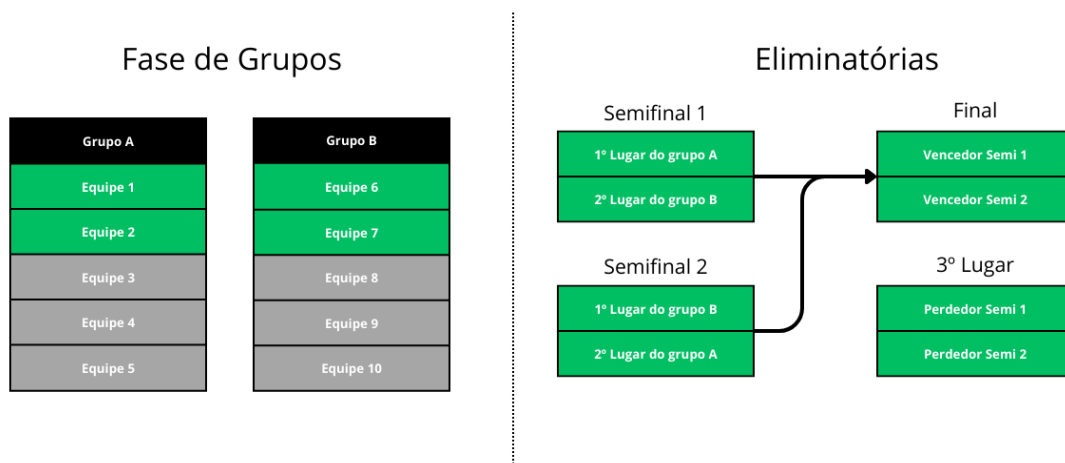 Fase de Grupos
Grupo A
Equipe 1
Equipe 2
Equipe 3
Equipe 4
Equipe 5
Grupo B
Equipe 6
Equipe 7
Equipe 8
Equipe 9
Equipe 10
Eliminatórias
Semifinal 1
1º Lugar do grupo A
2º Lugar do grupo B
Semifinal 2
1º Lugar do grupo B
2º Lugar do grupo A
Final
Vencedor Semi 1
Vencedor Semi 2
3º Lugar
Perdedor Semi 1
Perdedor Semi 2